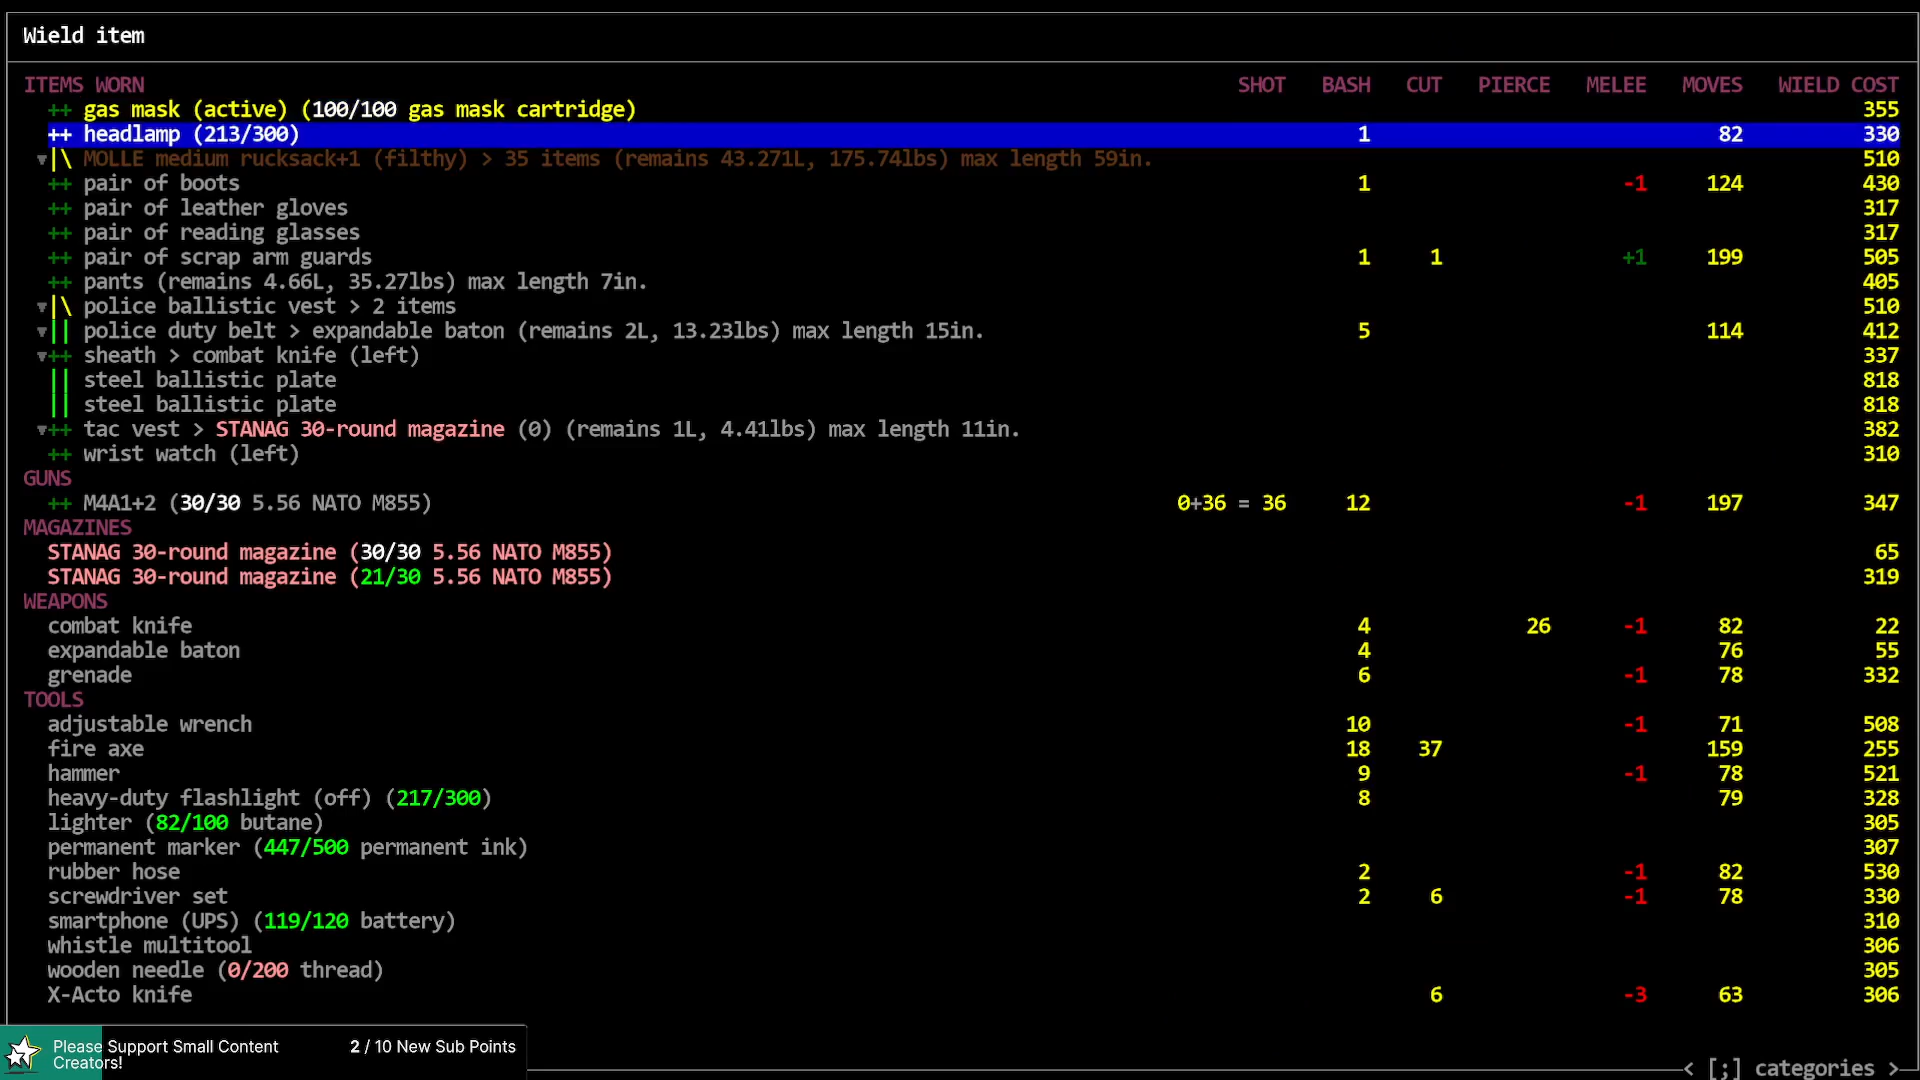 Wield item
ITEMS WORN SHOT BASH CUT PIERCE MELEE MOVES WIELD COST
++ gas mask (active) (100/100 gas mask cartridge) 355
++ headlamp (213/300) 1 82 330
▼|\ MOLLE medium rucksack+1 (filthy) > 35 items (remains 43.271L, 175.74lbs) max length 59in. 510
++ pair of boots 1 -1 124 430
++ pair of leather gloves 317
++ pair of reading glasses 317
++ pair of scrap arm guards 1 1 +1 199 505
++ pants (remains 4.66L, 35.27lbs) max length 7in. 405
▼|\ police ballistic vest > 2 items 510
▼|| police duty belt > expandable baton (remains 2L, 13.23lbs) max length 15in. 5 114 412
▼++ sheath > combat knife (left) 337
|| steel ballistic plate 818
|| steel ballistic plate 818
▼++ tac vest > STANAG 30-round magazine (0) (remains 1L, 4.41lbs) max length 11in. 382
++ wrist watch (left) 310
GUNS
++ M4A1+2 (30/30 5.56 NATO M855) 0+36 = 36 12 -1 197 347
MAGAZINES
STANAG 30-round magazine (30/30 5.56 NATO M855) 65
STANAG 30-round magazine (21/30 5.56 NATO M855) 319
WEAPONS
combat knife 4 26 -1 82 22
expandable baton 4 76 55
grenade 6 -1 78 332
TOOLS
adjustable wrench 10 -1 71 508
fire axe 18 37 159 255
hammer 9 -1 78 521
heavy-duty flashlight (off) (217/300) 8 79 328
lighter (82/100 butane) 305
permanent marker (447/500 permanent ink) 307
rubber hose 2 -1 82 530
screwdriver set 2 6 -1 78 330
smartphone (UPS) (119/120 battery) 310
whistle multitool 306
wooden needle (0/200 thread) 305
X-Acto knife 6 -3 63 306
Please Support Small Content 2 / 10 New Sub Points
Creators!
< [;] categories >